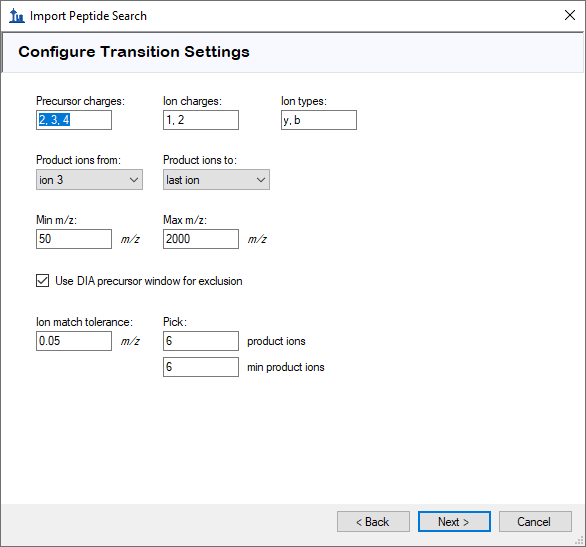 Import Peptide Search
Configure Transition Settings
Precursor charges: Ion charges: Ion types:
2, 3, 4 1, 2 y, b
Product ions from: Product ions to:
ion 3 last ion
Min m/z: Max m/z:
50 m/z 2000 m/z
Use DIA precursor window for exclusion
Ion match tolerance: Pick:
0.05 m/z 6 product ions
6 min product ions
< Back Next > Cancel